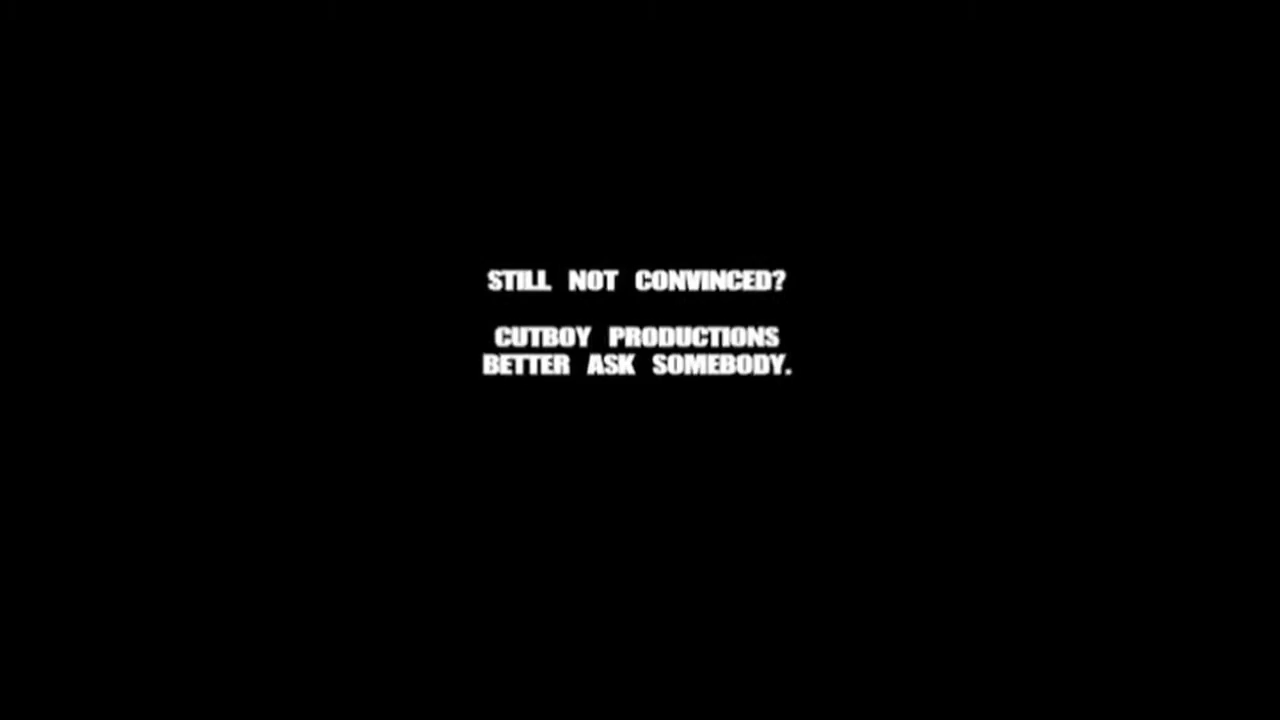 STILL NOT CONVINCED?
CUTBOY PRODUCTIONS
BETTER ASK SOMEBODY.